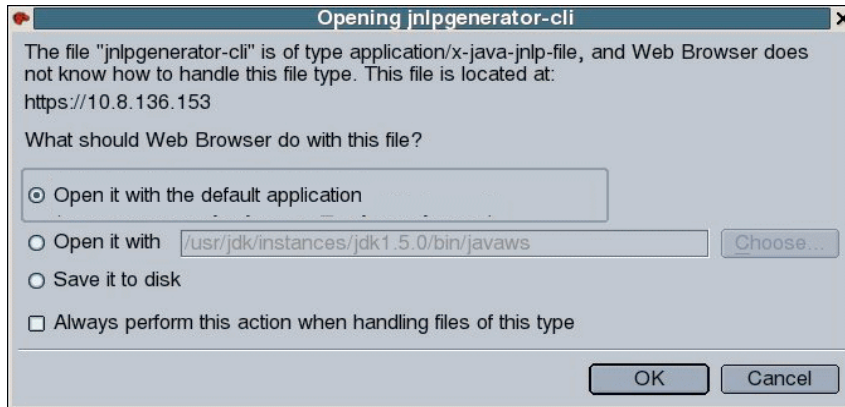 Opening jnlpgenerator-cli
The file "jnlpgenerator-cli" is of type application/x-java-jnlp-file, and Web Browser does
not know how to handle this file type. This file is located at:
https://10.8.136.153
What should Web Browser do with this file?
Open it with the default application
Open it with /usr/jdk/instances/jdk1.5.0/bin/javaws Choose...
Save it to disk
Always perform this action when handling files of this type
OK Cancel